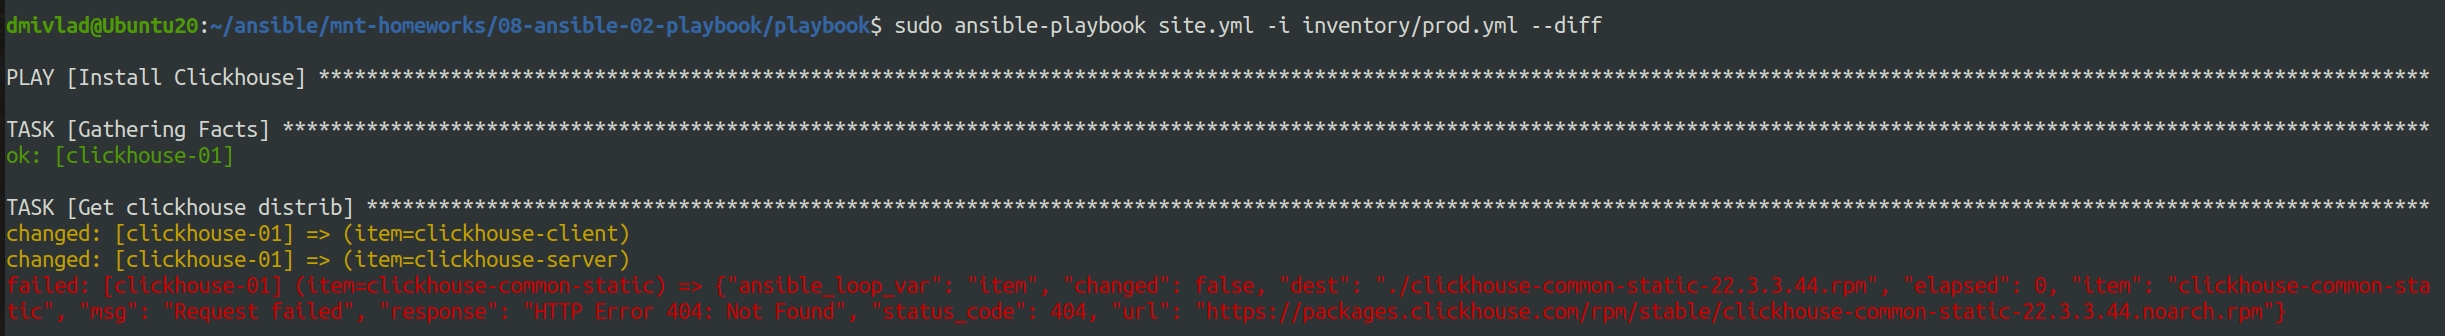 dmivlad@Ubuntu20:~/ansible/mnt-homeworks/08-ansible-02-playbook/playbook$ sudo ansible-playbook site.yml -i inventory/prod.yml --diff
PLAY [Install Clickhouse] ********************************************************************************************************************************************************************************
TASK [Gathering Facts] ***********************************************************************************************************************************************************************************
ok: [clickhouse-01]
TASK [Get clickhouse distrib] ****************************************************************************************************************************************************************************
changed: [clickhouse-01] => (item=clickhouse-client)
changed: [clickhouse-01] => (item=clickhouse-server)
failed: [clickhouse-01] (item=clickhouse-common-static) => {"ansible_loop_var": "item", "changed": false, "dest": "./clickhouse-common-static-22.3.3.44.rpm", "elapsed": 0, "item": "clickhouse-common-sta
tic", "msg": "Request failed", "response": "HTTP Error 404: Not Found", "status_code": 404, "url": "https://packages.clickhouse.com/rpm/stable/clickhouse-common-static-22.3.3.44.noarch.rpm"}